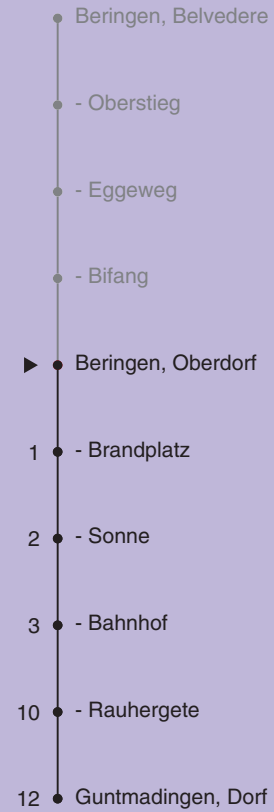 Beringen, Belvedere
- Oberstieg
- Eggeweg
- Bifang
Beringen, Oberdorf
1 - Brandplatz
2 - Sonne
3 - Bahnhof
10 - Rauhergete
12 Guntmadingen, Dorf